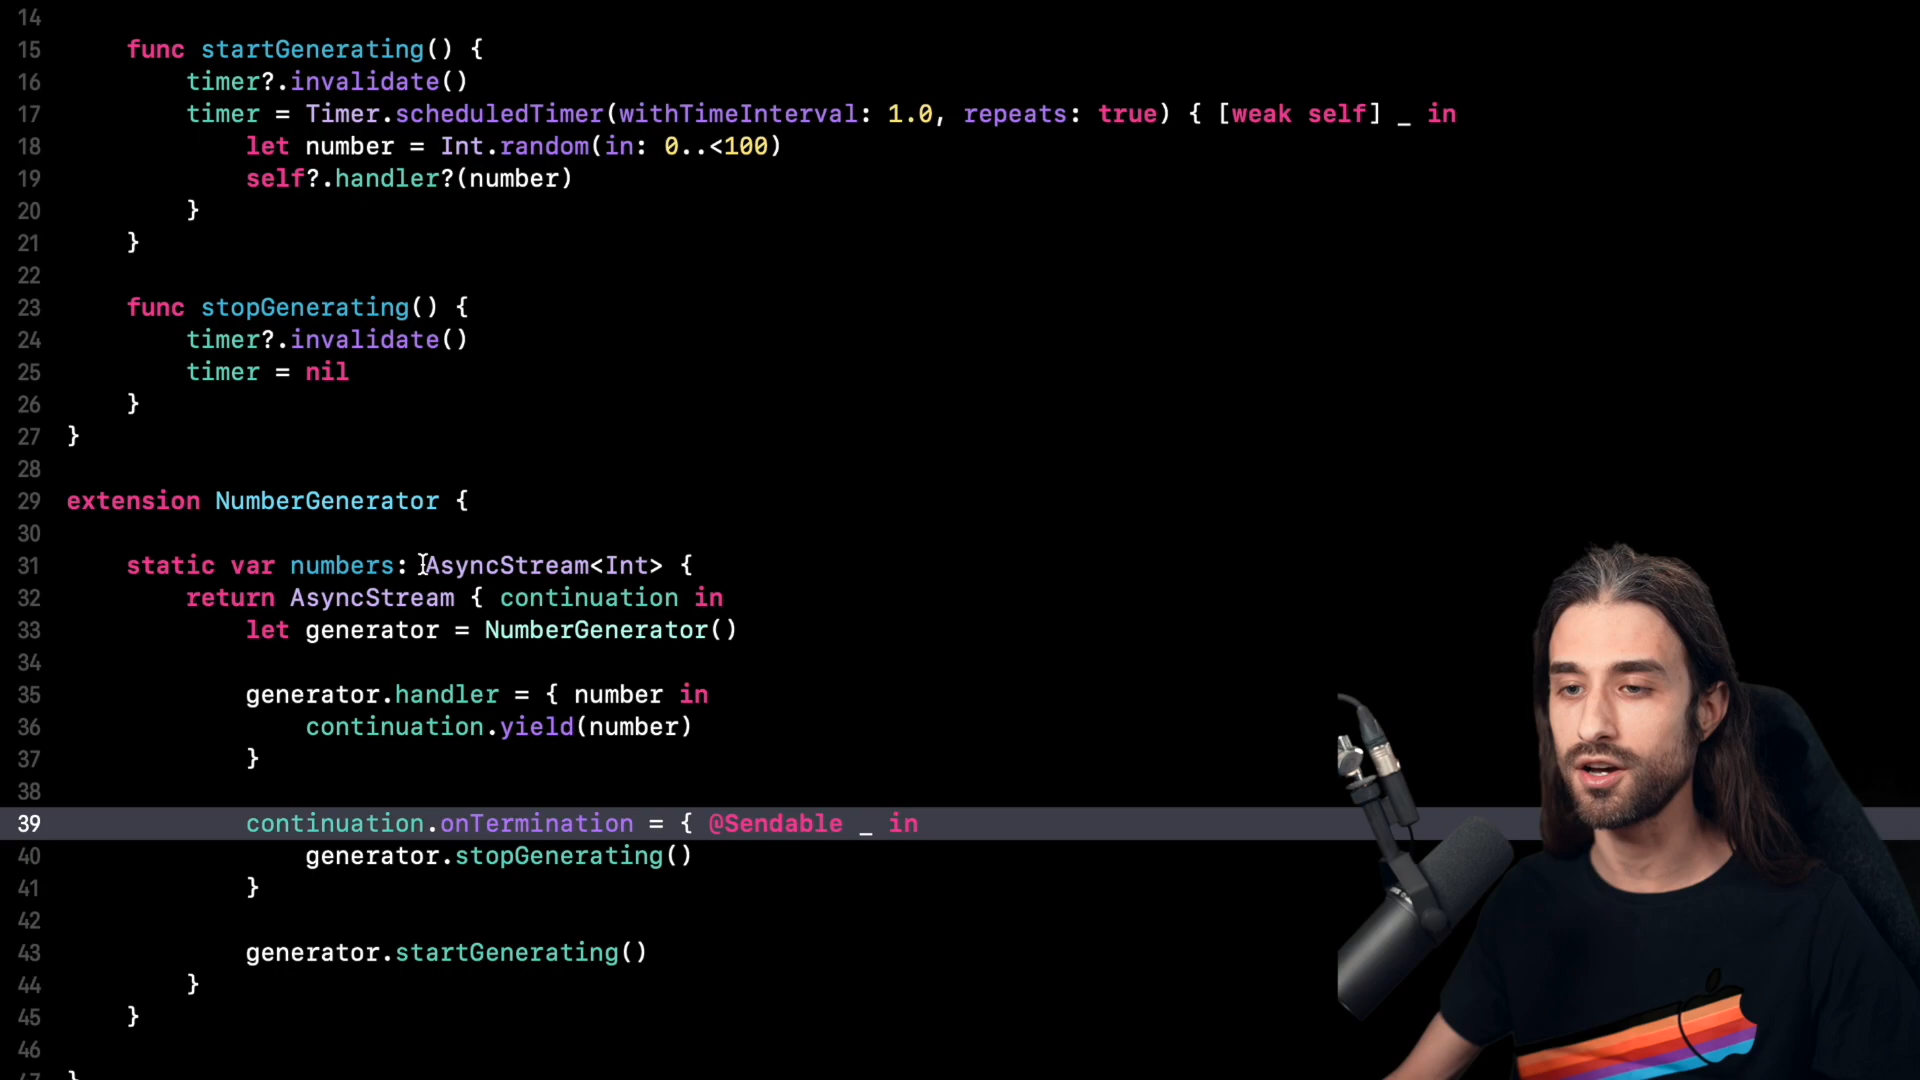 14
15 func startGenerating() {
16 timer?.invalidate()
17 timer = Timer.scheduledTimer(withTimeInterval: 1.0, repeats: true) { [weak self] _ in
18 let number = Int.random(in: 0..<100)
19 self?.handler?(number)
20 }
21 }
22
23 func stopGenerating() {
24 timer?.invalidate()
25 timer = nil
26 }
27 }
28
29 extension NumberGenerator {
30
31 static var numbers: AsyncStream<Int> {
32 return AsyncStream { continuation in
33 let generator = NumberGenerator()
34
35 generator.handler = { number in
36 continuation.yield(number)
37 }
38
39 continuation.onTermination = { @Sendable _ in
40 generator.stopGenerating()
41 }
42
43 generator.startGenerating()
44 }
45 }
46
47 }